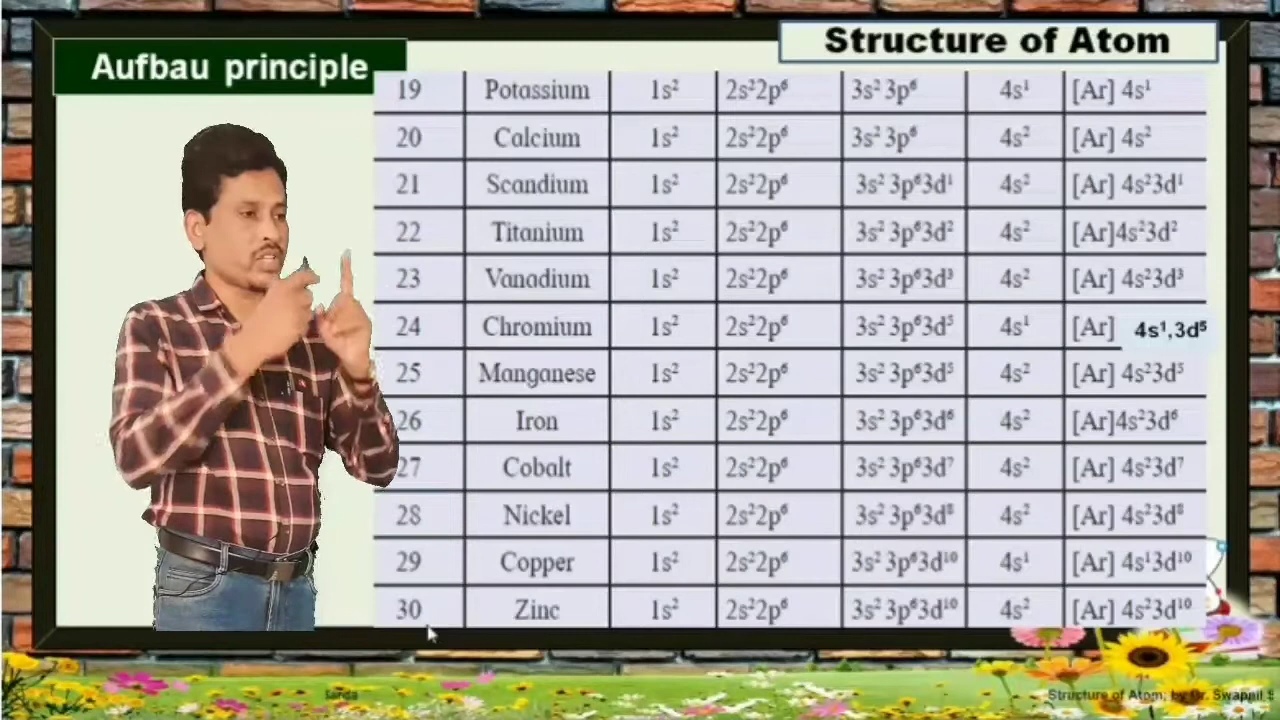 Structure of Atom
Aufbau principle
19 Potassium 1s² 2s²2p⁶ 3s² 3p⁶ 4s¹ [Ar] 4s¹
20 Calcium 1s² 2s²2p⁶ 3s² 3p⁶ 4s² [Ar] 4s²
21 Scandium 1s² 2s²2p⁶ 3s² 3p⁶3d¹ 4s² [Ar] 4s²3d¹
22 Titanium 1s² 2s²2p⁶ 3s² 3p⁶3d² 4s² [Ar]4s²3d²
23 Vanadium 1s² 2s²2p⁶ 3s² 3p⁶3d³ 4s² [Ar] 4s²3d³
24 Chromium 1s² 2s²2p⁶ 3s² 3p⁶3d⁵ 4s¹ [Ar] 4s¹,3d⁵
25 Manganese 1s² 2s²2p⁶ 3s² 3p⁶3d⁵ 4s² [Ar] 4s²3d⁵
26 Iron 1s² 2s²2p⁶ 3s² 3p⁶3d⁶ 4s² [Ar]4s²3d⁶
27 Cobalt 1s² 2s²2p⁶ 3s² 3p⁶3d⁷ 4s² [Ar] 4s²3d⁷
28 Nickel 1s² 2s²2p⁶ 3s² 3p⁶3d⁸ 4s² [Ar] 4s²3d⁸
29 Copper 1s² 2s²2p⁶ 3s² 3p⁶3d¹⁰ 4s¹ [Ar] 4s¹3d¹⁰
30 Zinc 1s² 2s²2p⁶ 3s² 3p⁶3d¹⁰ 4s² [Ar] 4s²3d¹⁰
Structure of Atom; by Dr. Swapnil S